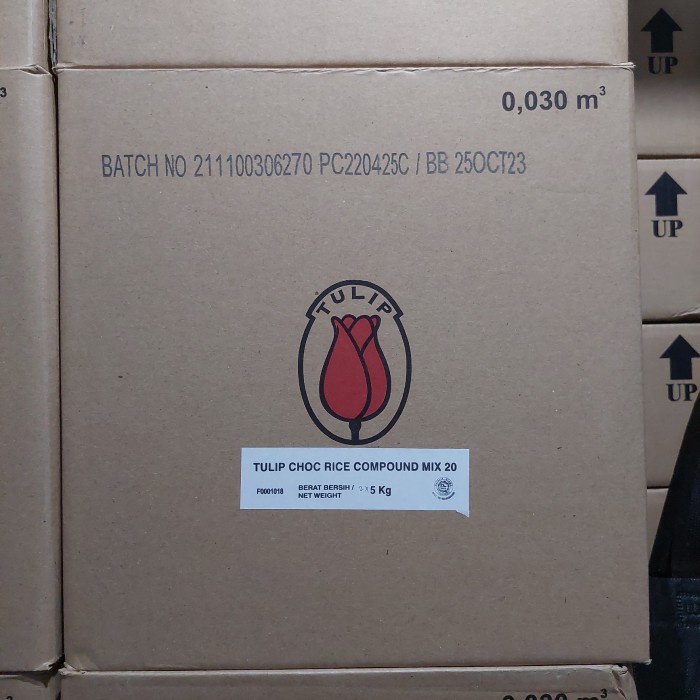 0,030 m³
BATCH NO 211100306270 PC220425C / BB 25OCT23
TULIP
TULIP CHOC RICE COMPOUND MIX 20
F0001018 BERAT BERSIH / 5 Kg
NET WEIGHT
UP
UP
UP